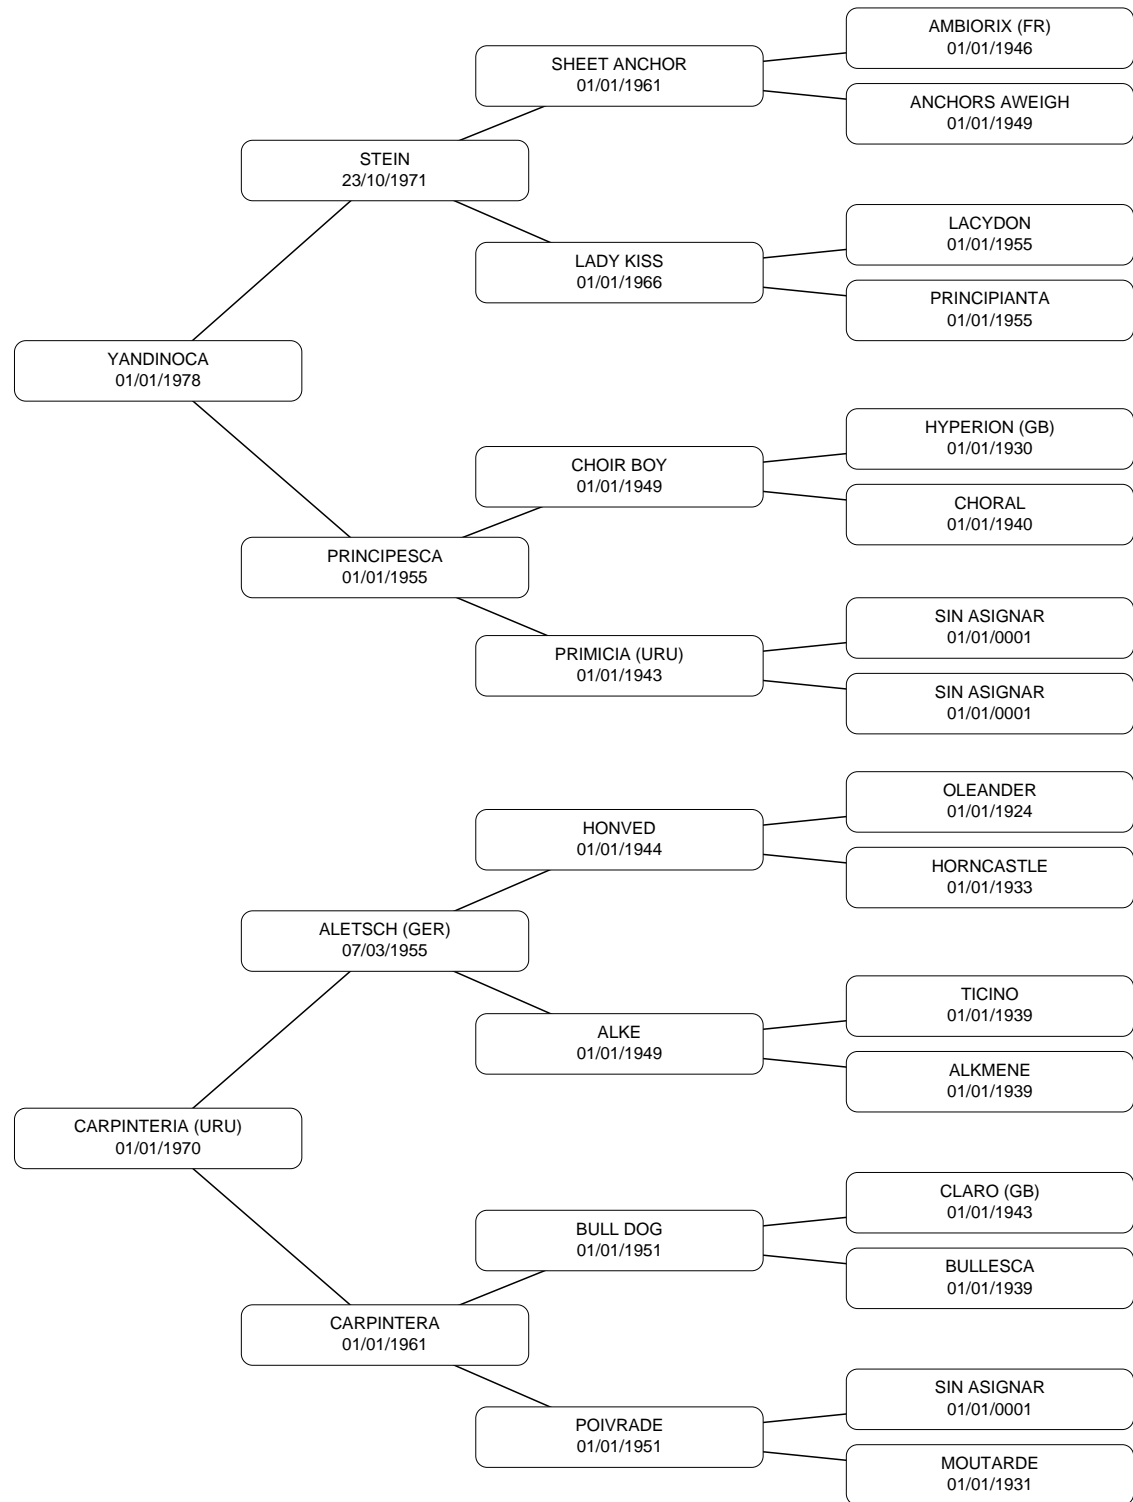 AMBIORIX (FR)
01/01/1946
SHEET ANCHOR
01/01/1961
ANCHORS AWEIGH
01/01/1949
STEIN
23/10/1971
LACYDON
01/01/1955
LADY KISS
01/01/1966
PRINCIPIANTA
01/01/1955
YANDINOCA
01/01/1978
HYPERION (GB)
01/01/1930
CHOIR BOY
01/01/1949
CHORAL
01/01/1940
PRINCIPESCA
01/01/1955
SIN ASIGNAR
01/01/0001
PRIMICIA (URU)
01/01/1943
SIN ASIGNAR
01/01/0001
OLEANDER
01/01/1924
HONVED
01/01/1944
HORNCASTLE
01/01/1933
ALETSCH (GER)
07/03/1955
TICINO
01/01/1939
ALKE
01/01/1949
ALKMENE
01/01/1939
CARPINTERIA (URU)
01/01/1970
CLARO (GB)
01/01/1943
BULL DOG
01/01/1951
BULLESCA
01/01/1939
CARPINTERA
01/01/1961
SIN ASIGNAR
01/01/0001
POIVRADE
01/01/1951
MOUTARDE
01/01/1931